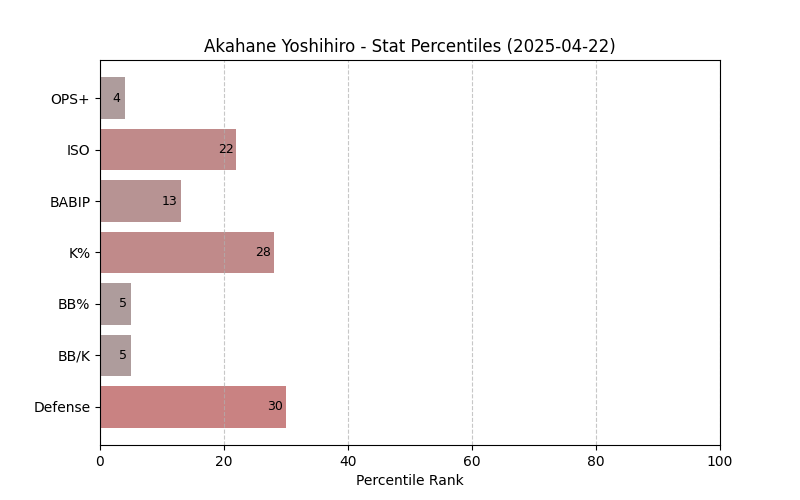 Akahane Yoshihiro - Stat Percentiles (2025-04-22)
OPS+ 4
ISO 22
BABIP 13
K% 28
BB% 5
BB/K 5
Defense 30
0 20 40 60 80 100
Percentile Rank